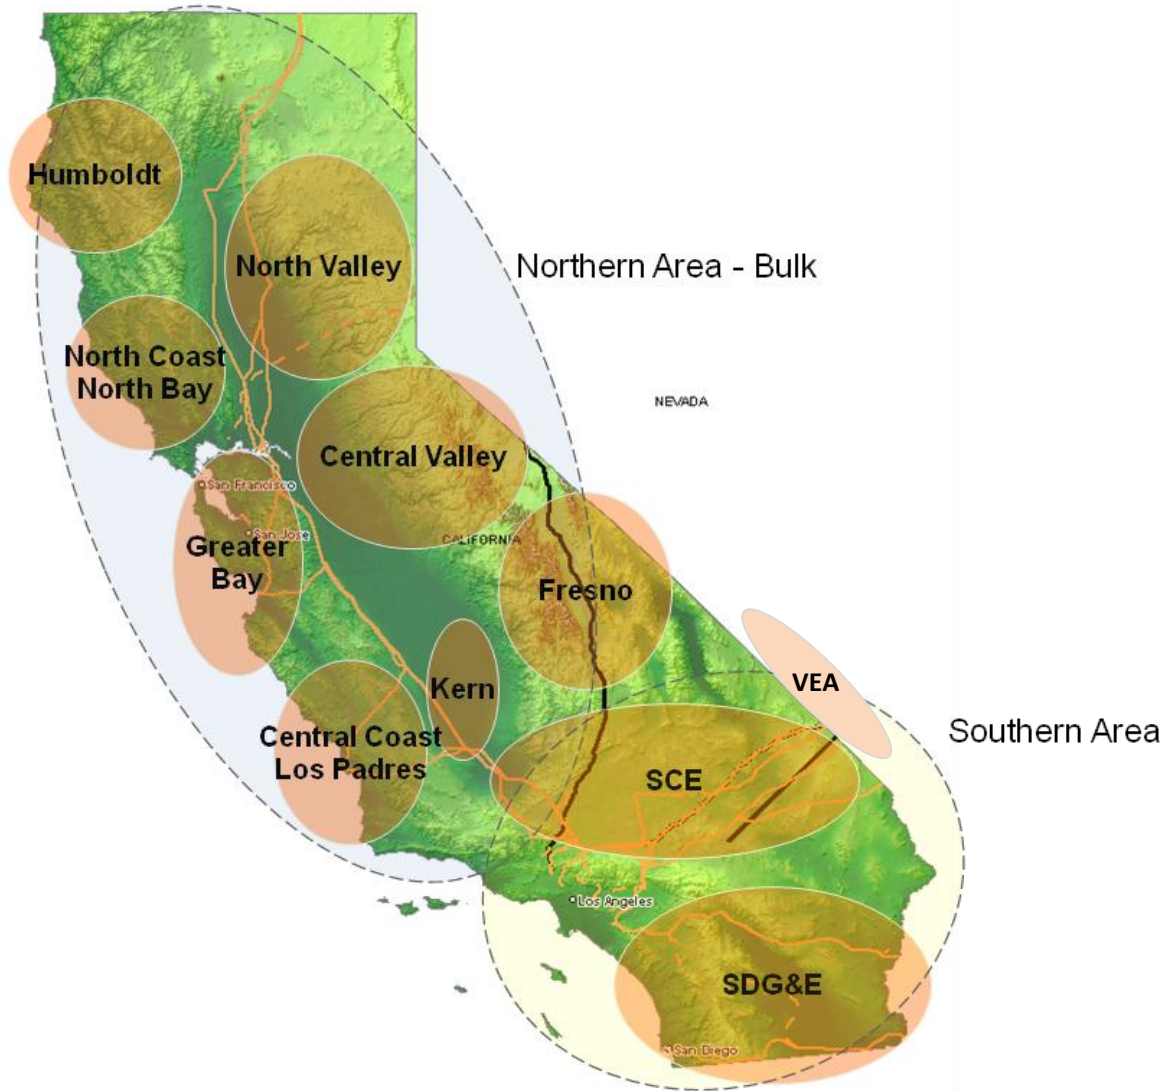 Humboldt
North Valley
Northern Area - Bulk
North Coast
North Bay
NEVADA
Central Valley
San Francisco
San Jose
CALIFORNIA
Greater
Bay
Fresno
VEA
Kern
Southern Area
Central Coast
Los Padres
SCE
Los Angeles
SDG&E
San Diego